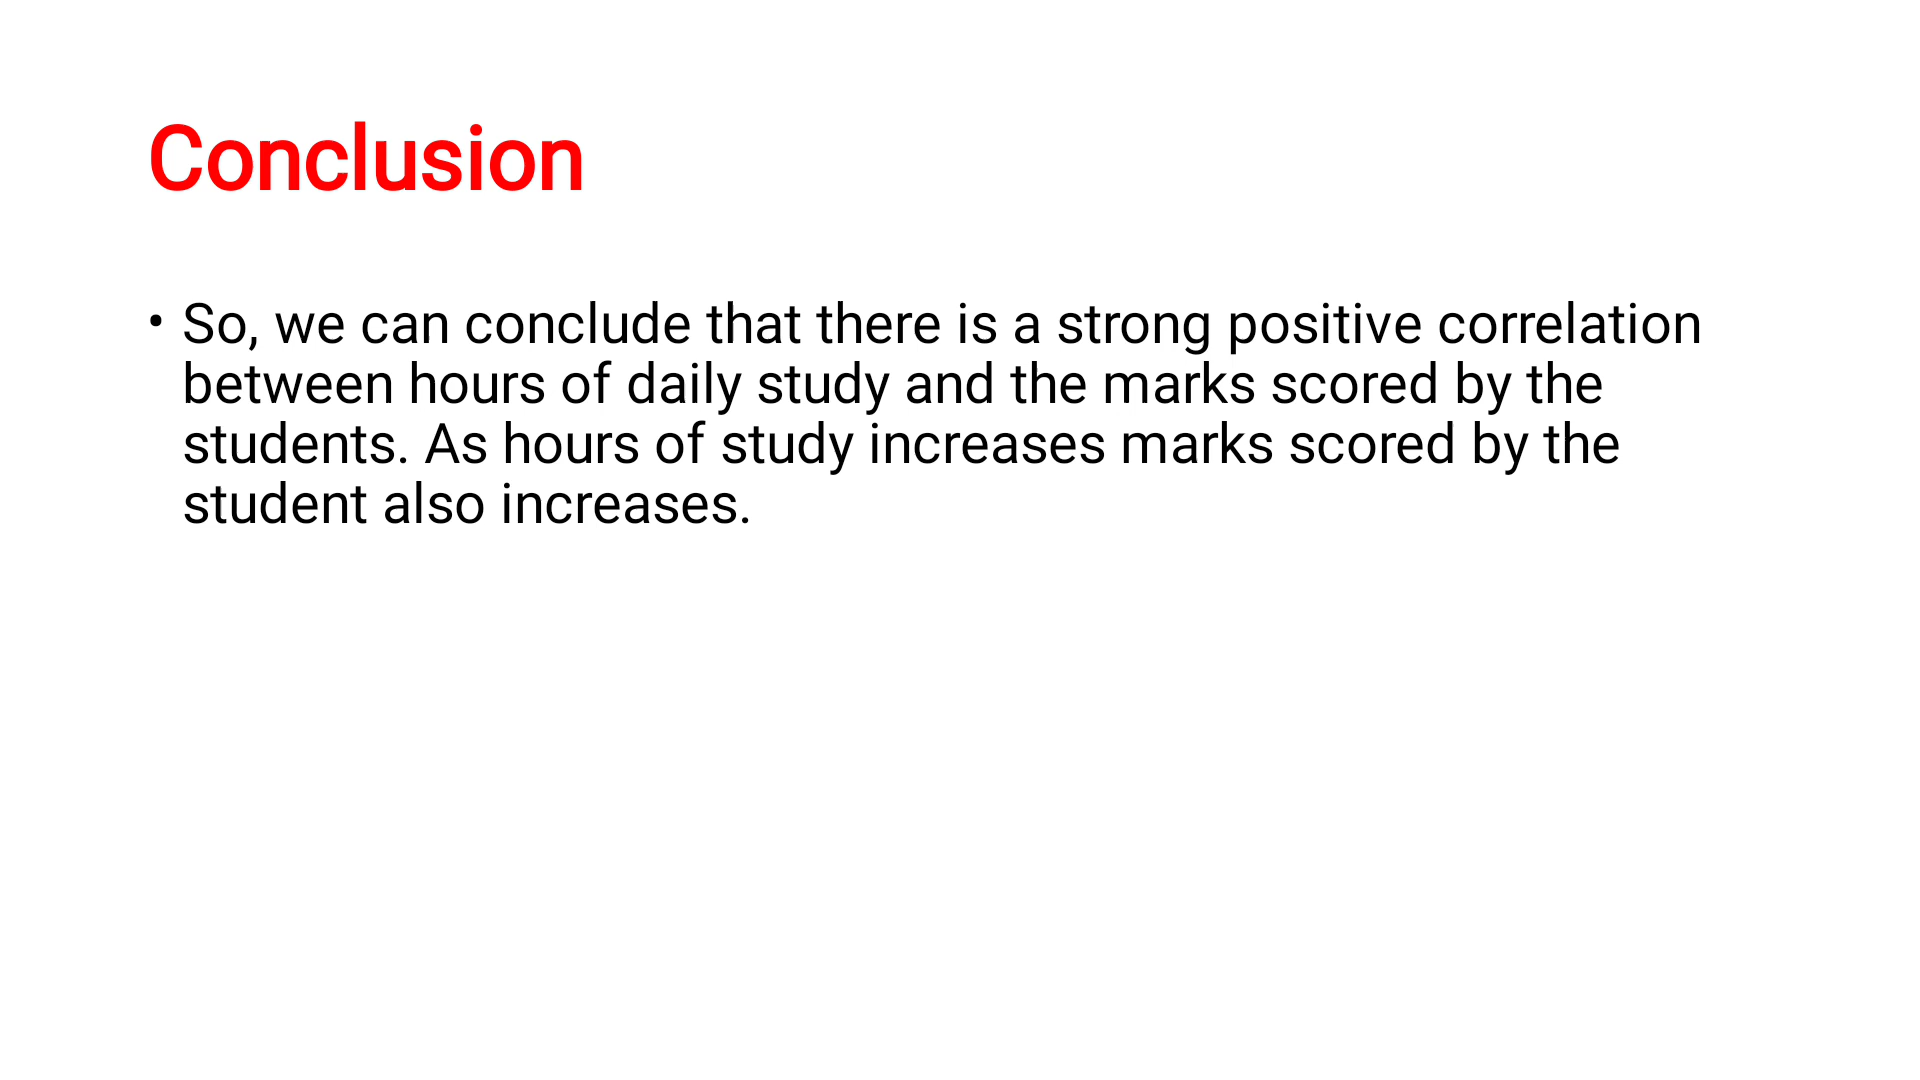 Conclusion
• So, we can conclude that there is a strong positive correlation
between hours of daily study and the marks scored by the
students. As hours of study increases marks scored by the
student also increases.